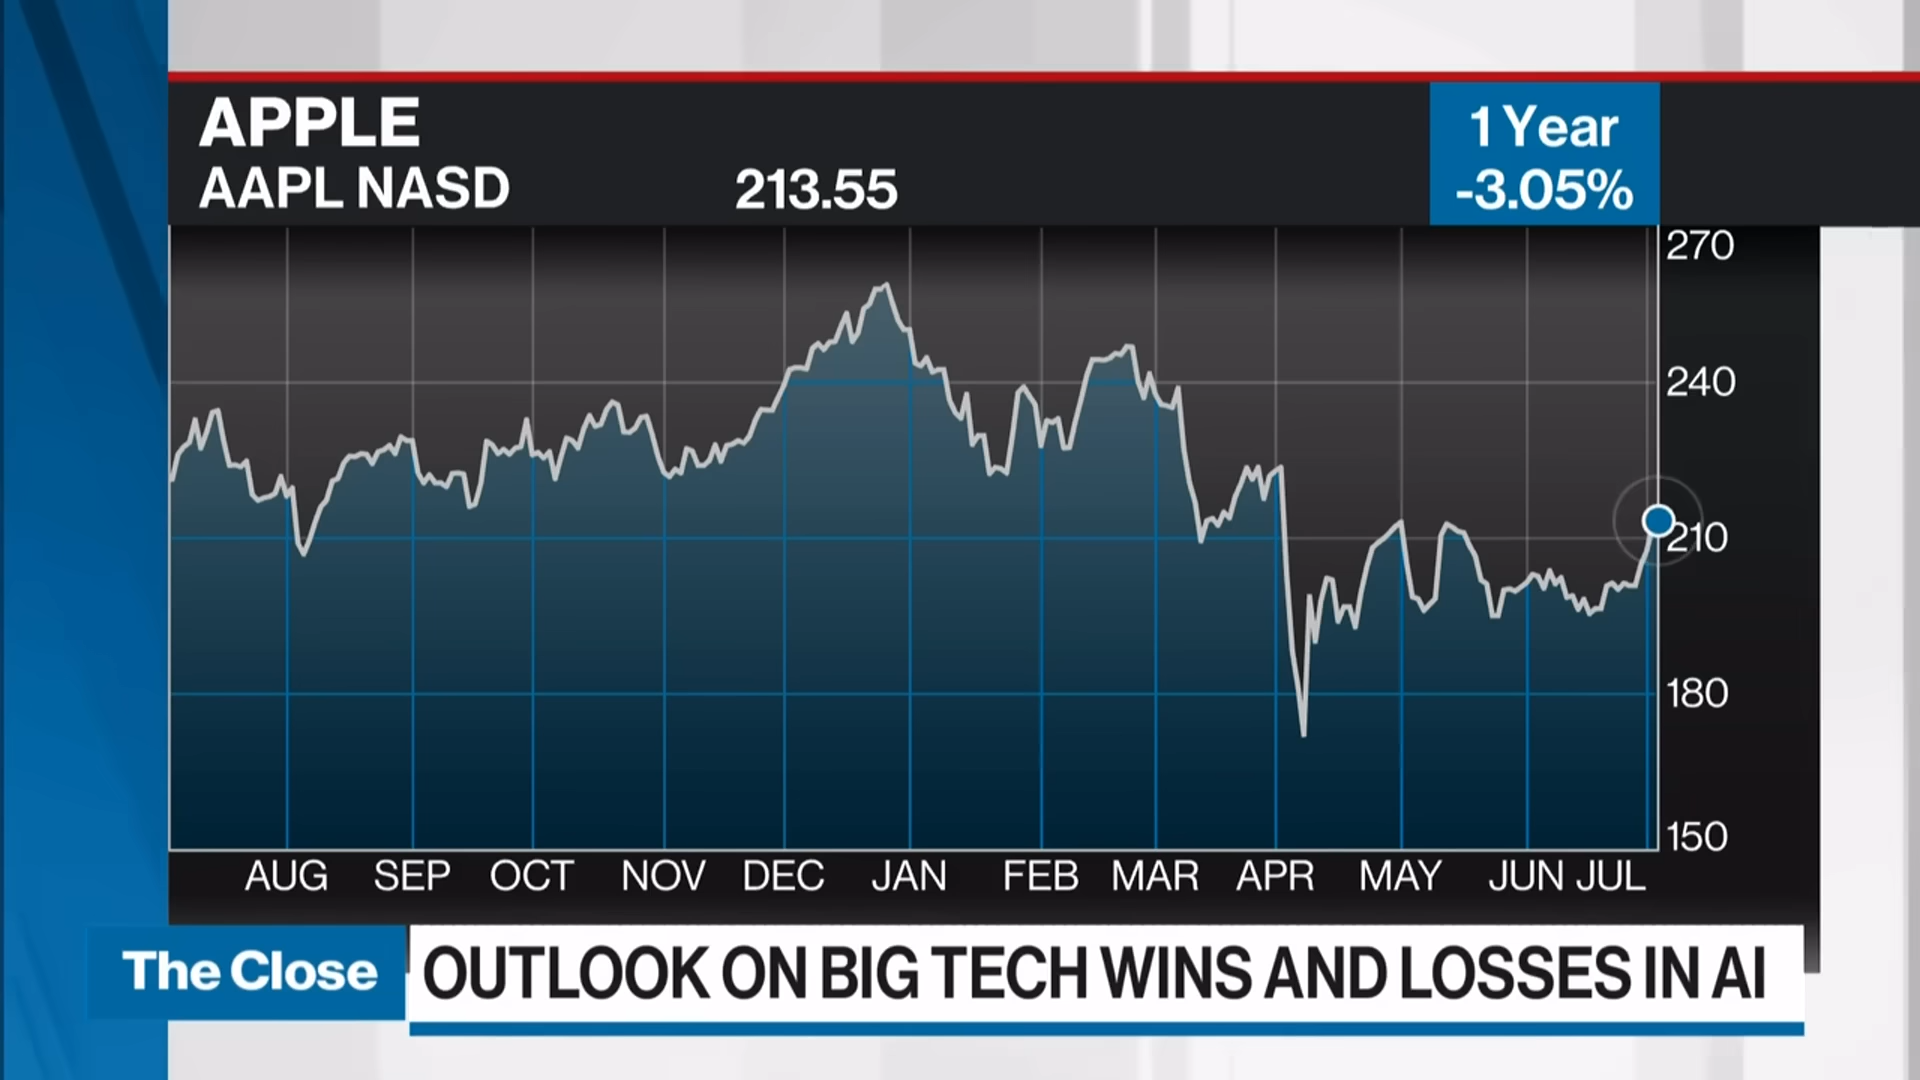 APPLE
AAPL NASD 213.55
1 Year
-3.05%
270
240
210
180
150
AUG SEP OCT NOV DEC JAN FEB MAR APR MAY JUN JUL
The Close
OUTLOOK ON BIG TECH WINS AND LOSSES IN AI